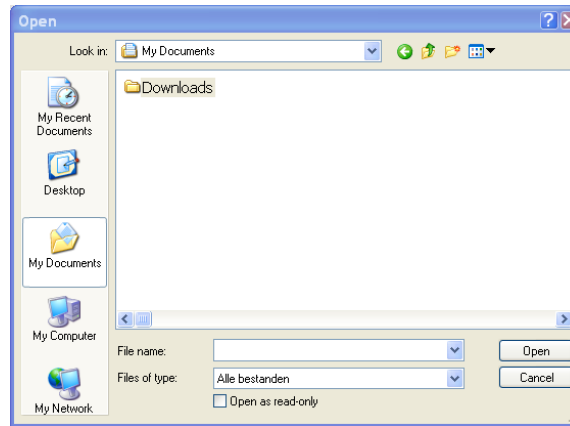 Open
Look in:
My Documents
My Recent
Documents
Desktop
My Documents
My Computer
My Network
Downloads
File name:
Open
Files of type:
Alle bestanden
Cancel
Open as read-only